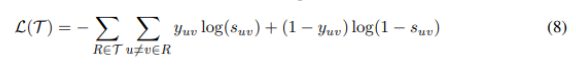 ℒ(𝒯) = − ∑_{R∈𝒯} ∑_{u≠v∈R} y_{uv} log(s_{uv}) + (1 − y_{uv}) log(1 − s_{uv})    (8)